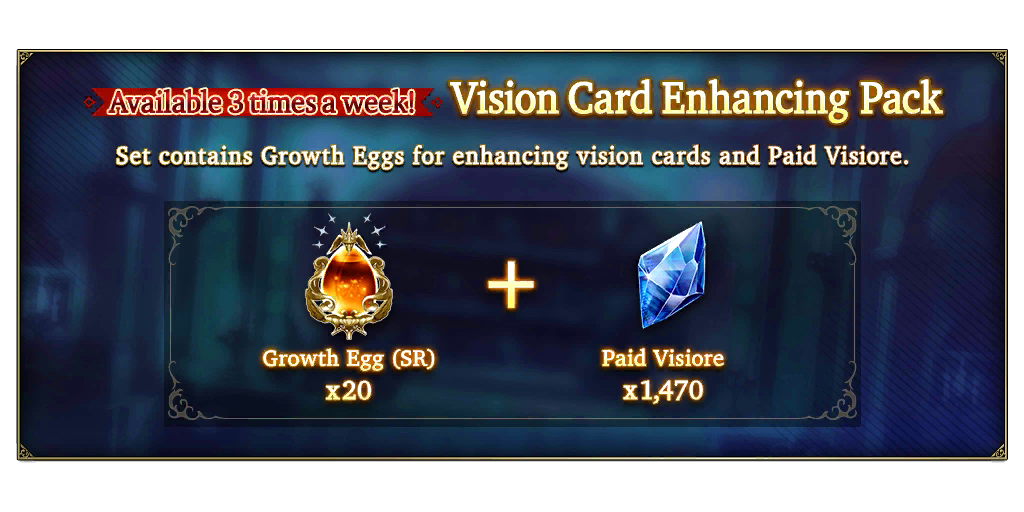 Available 3 times a week! Vision Card Enhancing Pack
Set contains Growth Eggs for enhancing vision cards and Paid Visiore.
+
Growth Egg (SR) Paid Visiore
x20 x1,470